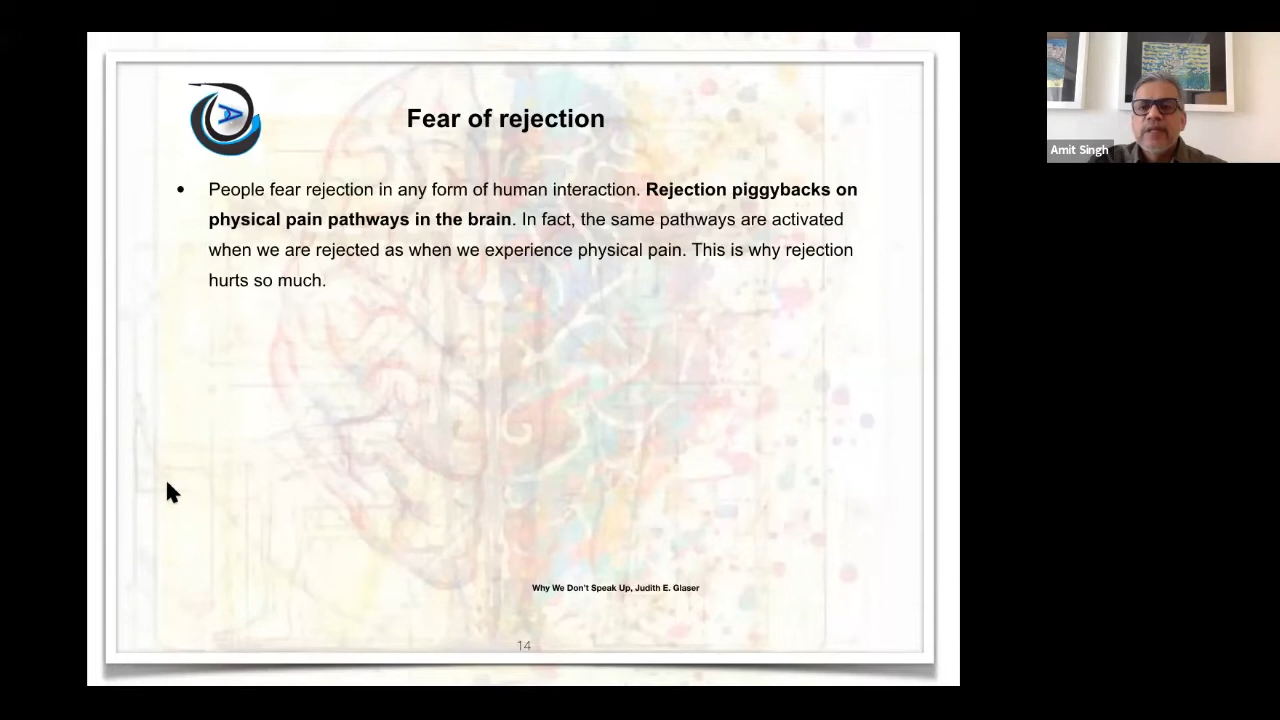 Fear of rejection
• People fear rejection in any form of human interaction. Rejection piggybacks on
physical pain pathways in the brain. In fact, the same pathways are activated
when we are rejected as when we experience physical pain. This is why rejection
hurts so much.
Why We Don't Speak Up, Judith E. Glaser
14
Amit Singh